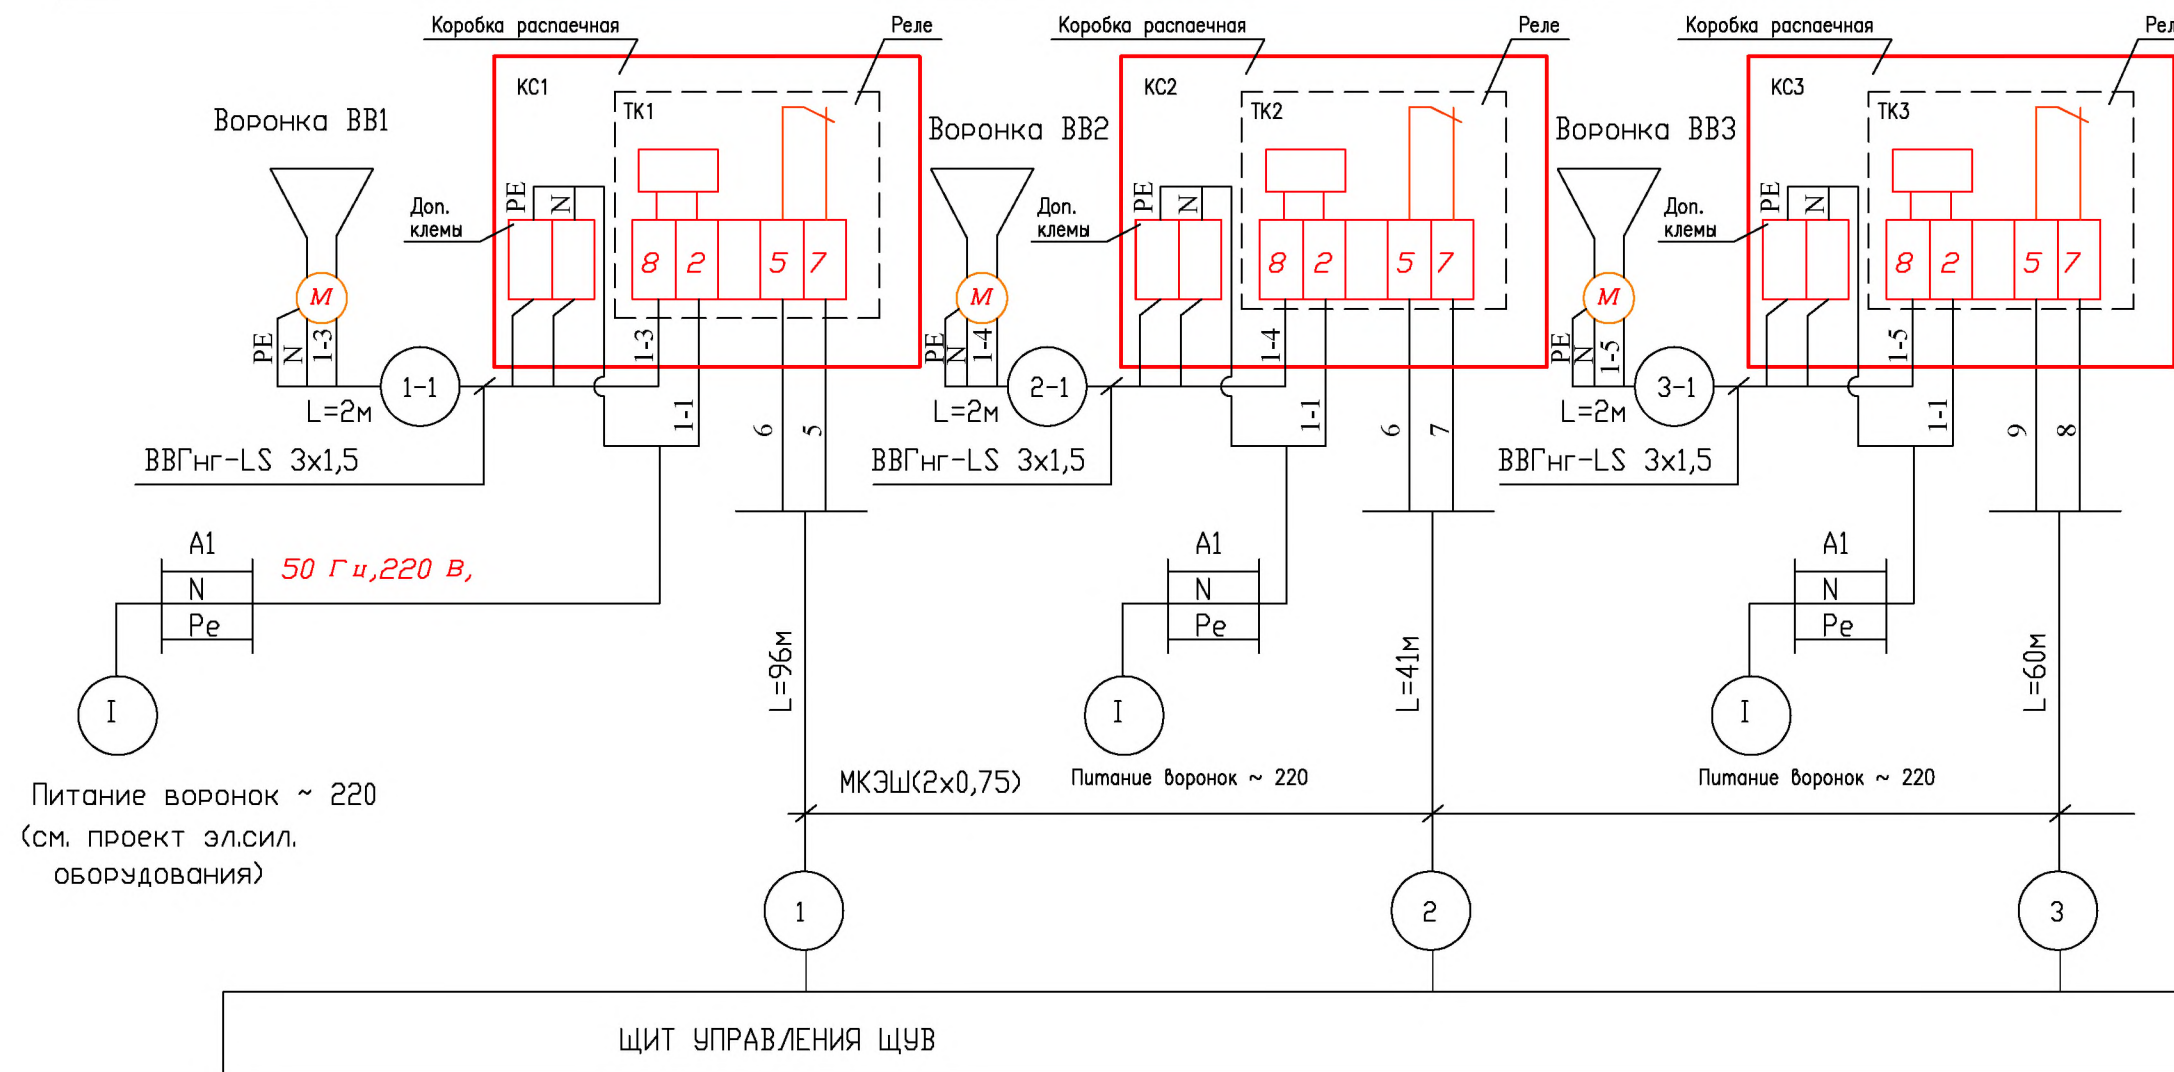 Коробка распаечная
Реле
Коробка распаечная
Реле
Коробка распаечная
Рел
КС1
ТК1
Воронка ВВ1
PE
N
Доп.
клемы
8 2 5 7
М
PE
N
1-3
1-1
1-3
L=2м
1-1
6
5
ВВГнг-LS 3х1,5
КС2
ТК2
Воронка ВВ2
PE
N
Доп.
клемы
8 2 5 7
М
PE
N
1-4
2-1
1-4
L=2м
1-1
6
7
ВВГнг-LS 3х1,5
КС3
ТК3
Воронка ВВ3
PE
N
Доп.
клемы
8 2 5 7
М
PE
N
1-5
3-1
1-5
L=2м
1-1
9
8
ВВГнг-LS 3х1,5
А1
N
Pe
50 Гц,220 В,
I
Питание воронок ~ 220
(см. проект эл.сил.
оборудования)
L=96м
А1
N
Pe
I
Питание воронок ~ 220
L=41м
А1
N
Pe
I
Питание воронок ~ 220
L=60м
МКЭШ(2х0,75)
1
2
3
ЩИТ УПРАВЛЕНИЯ ЩУВ